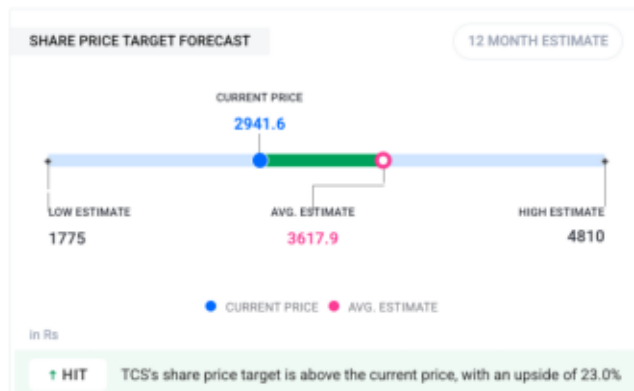 SHARE PRICE TARGET FORECAST
12 MONTH ESTIMATE
CURRENT PRICE
2941.6
LOW ESTIMATE AVG. ESTIMATE HIGH ESTIMATE
1775 3617.9 4810
CURRENT PRICE AVG. ESTIMATE
in Rs
↑ HIT TCS's share price target is above the current price, with an upside of 23.0%